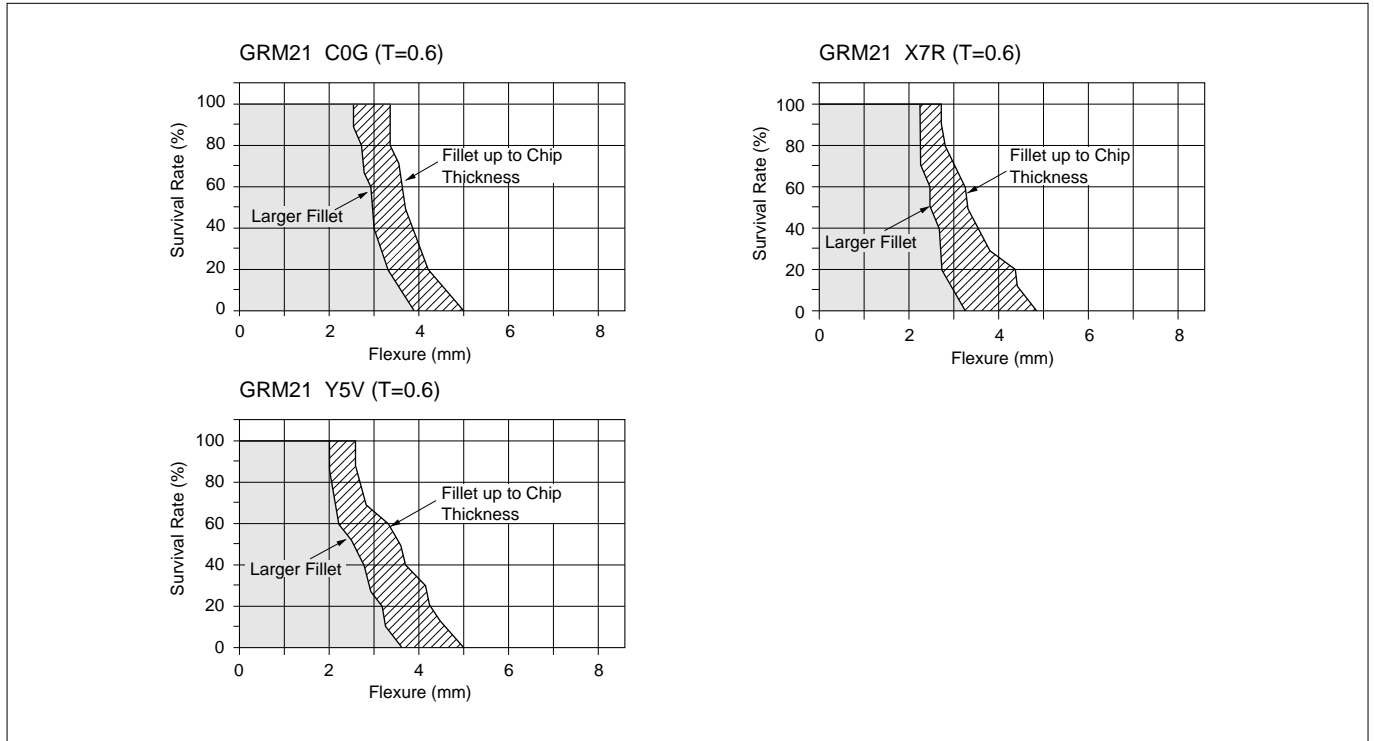 GRM21 C0G (T=0.6)
Survival Rate (%)
100
80
60
40
20
0
Fillet up to Chip
Thickness
Larger Fillet
0 2 4 6 8
Flexure (mm)
GRM21 X7R (T=0.6)
Survival Rate (%)
100
80
60
40
20
0
Fillet up to Chip
Thickness
Larger Fillet
0 2 4 6 8
Flexure (mm)
GRM21 Y5V (T=0.6)
Survival Rate (%)
100
80
60
40
20
0
Fillet up to Chip
Thickness
Larger Fillet
0 2 4 6 8
Flexure (mm)